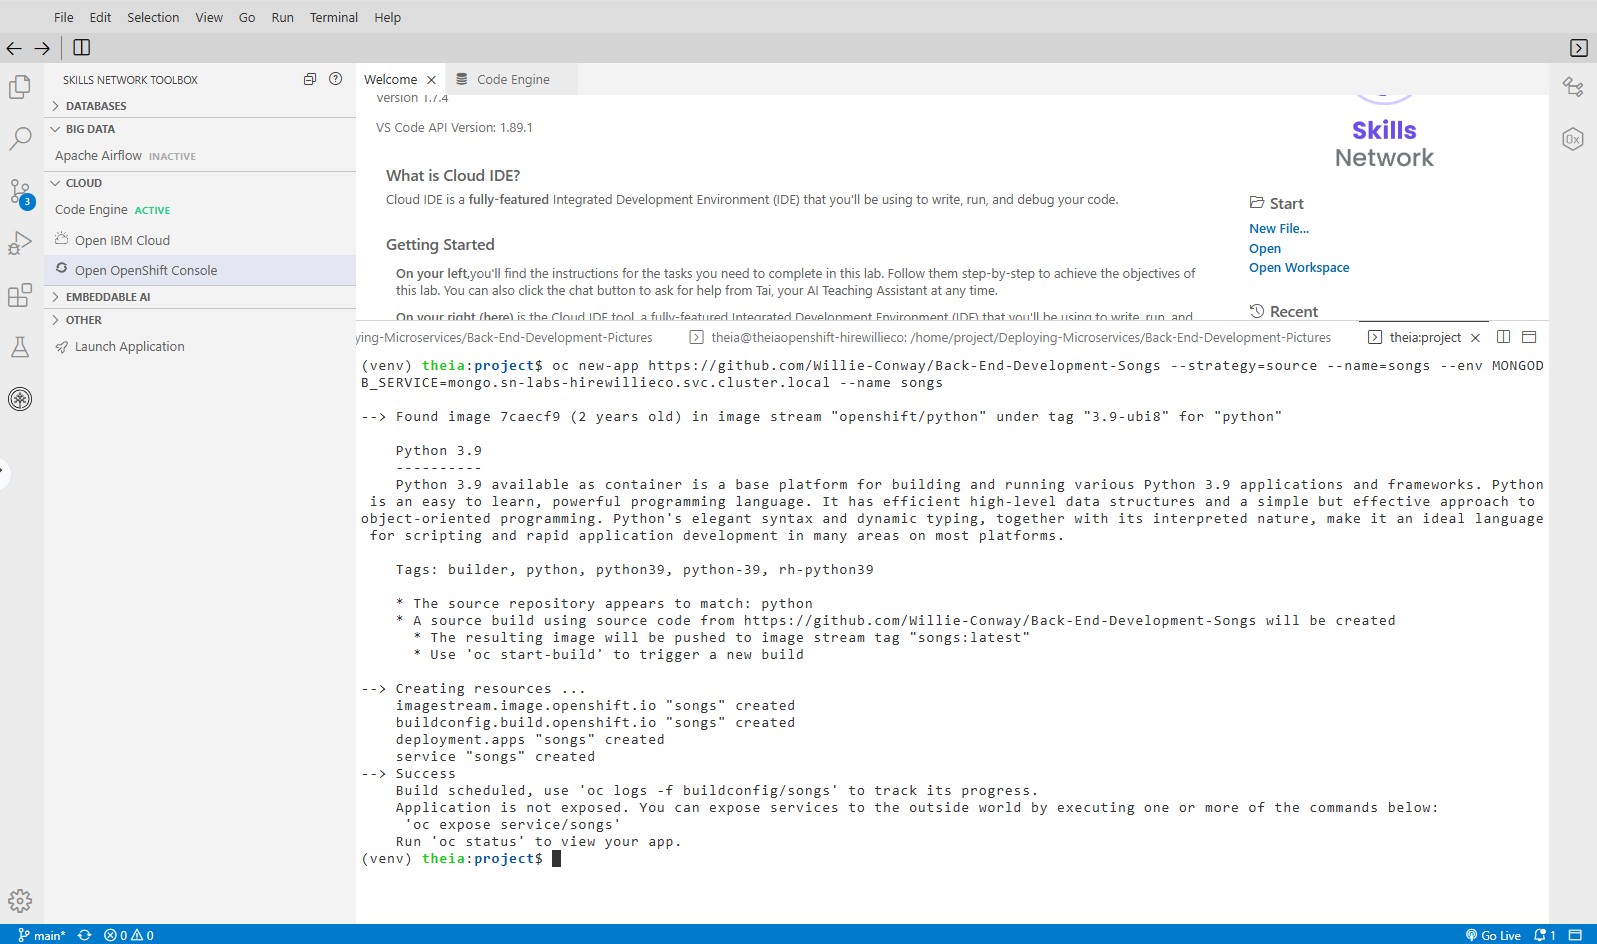 File Edit Selection View Go Run Terminal Help
SKILLS NETWORK TOOLBOX
DATABASES
BIG DATA
Apache Airflow INACTIVE
CLOUD
Code Engine ACTIVE
Open IBM Cloud
Open OpenShift Console
EMBEDDABLE AI
OTHER
Launch Application
3
Welcome
Code Engine
Version 1.7.4
VS Code API Version: 1.89.1
What is Cloud IDE?
Cloud IDE is a fully-featured Integrated Development Environment (IDE) that you'll be using to write, run, and debug your code.
Getting Started
On your left,you'll find the instructions for the tasks you need to complete in this lab. Follow them step-by-step to achieve the objectives of
this lab. You can also click the chat button to ask for help from Tai, your AI Teaching Assistant at any time.
On your right (here) is the Cloud IDE tool, a fully-featured Integrated Development Environment (IDE) that you'll be using to write, run, and
Skills
Network
Start
New File...
Open
Open Workspace
Recent
0x
ying-Microservices/Back-End-Development-Pictures
theia@theiaopenshift-hirewillieco: /home/project/Deploying-Microservices/Back-End-Development-Pictures
theia:project
(venv) theia:project$ oc new-app https://github.com/Willie-Conway/Back-End-Development-Songs --strategy=source --name=songs --env MONGOD
B_SERVICE=mongo.sn-labs-hirewillieco.svc.cluster.local --name songs
--> Found image 7caecf9 (2 years old) in image stream "openshift/python" under tag "3.9-ubi8" for "python"
Python 3.9
----------
Python 3.9 available as container is a base platform for building and running various Python 3.9 applications and frameworks. Python
is an easy to learn, powerful programming language. It has efficient high-level data structures and a simple but effective approach to
object-oriented programming. Python's elegant syntax and dynamic typing, together with its interpreted nature, make it an ideal language
for scripting and rapid application development in many areas on most platforms.
Tags: builder, python, python39, python-39, rh-python39
* The source repository appears to match: python
* A source build using source code from https://github.com/Willie-Conway/Back-End-Development-Songs will be created
* The resulting image will be pushed to image stream tag "songs:latest"
* Use 'oc start-build' to trigger a new build
--> Creating resources ...
imagestream.image.openshift.io "songs" created
buildconfig.build.openshift.io "songs" created
deployment.apps "songs" created
service "songs" created
--> Success
Build scheduled, use 'oc logs -f buildconfig/songs' to track its progress.
Application is not exposed. You can expose services to the outside world by executing one or more of the commands below:
'oc expose service/songs'
Run 'oc status' to view your app.
(venv) theia:project$
main* 0 0
Go Live 1